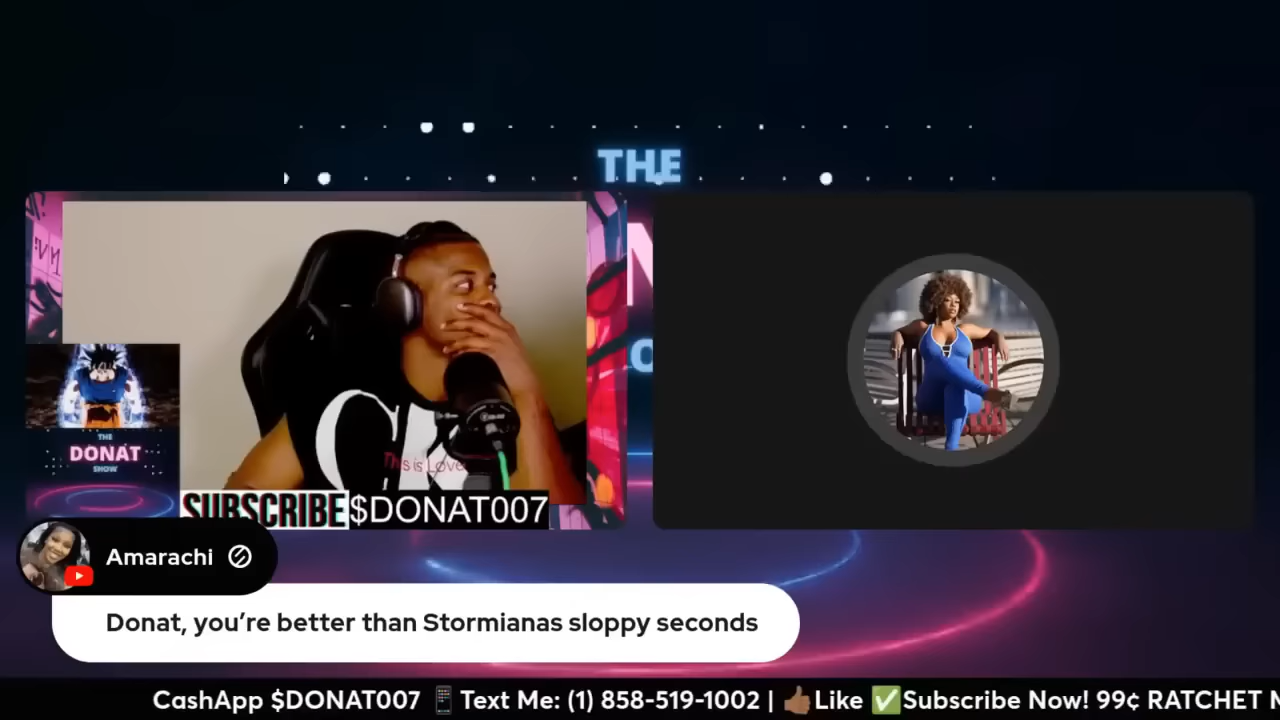 THE
THE
DONAT
SHOW
This is Love
SUBSCRIBE $DONAT007
Amarachi
Donat, you’re better than Stormianas sloppy seconds
CashApp $DONAT007 📱Text Me: (1) 858-519-1002 | 👍🏾Like ✅Subscribe Now! 99¢ RATCHET